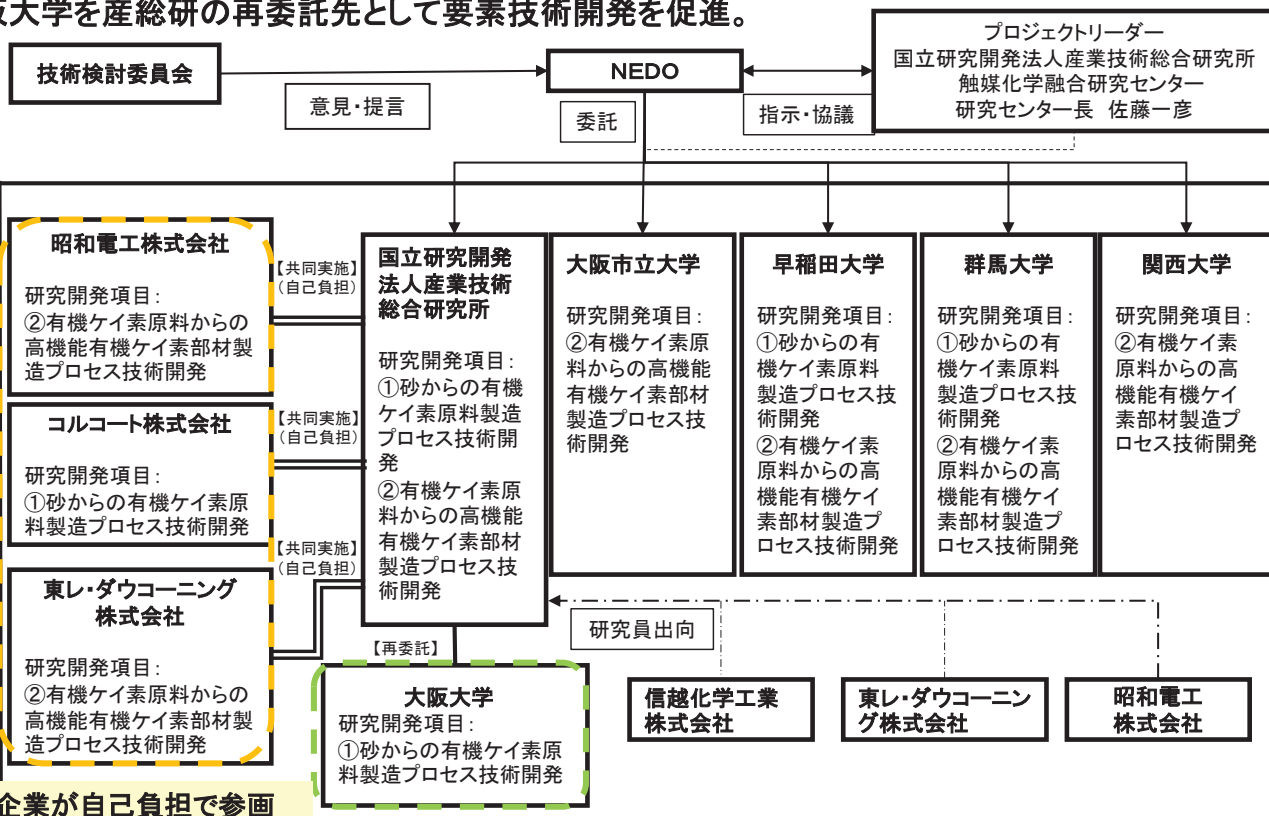 阪大学を産総研の再委託先として要素技術開発を促進。
技術検討委員会
意見・提言
NEDO
委託
指示・協議
プロジェクトリーダー
国立研究開発法人産業技術総合研究所
触媒化学融合研究センター
研究センター長 佐藤一彦
昭和電工株式会社
研究開発項目:
②有機ケイ素原料からの
高機能有機ケイ素部材製
造プロセス技術開発
【共同実施】
(自己負担)
コルコート株式会社
研究開発項目:
①砂からの有機ケイ素原
料製造プロセス技術開発
【共同実施】
(自己負担)
東レ・ダウコーニング
株式会社
研究開発項目:
②有機ケイ素原料からの
高機能有機ケイ素部材製
造プロセス技術開発
【共同実施】
(自己負担)
国立研究開発
法人産業技術
総合研究所
研究開発項目:
①砂からの有機
ケイ素原料製造
プロセス技術開
発
②有機ケイ素原
料からの高機能
有機ケイ素部材
製造プロセス技
術開発
大阪市立大学
研究開発項目:
②有機ケイ素原
料からの高機能
有機ケイ素部材
製造プロセス技
術開発
早稲田大学
研究開発項目:
①砂からの有
機ケイ素原料
製造プロセス技
術開発
②有機ケイ素
原料からの高
機能有機ケイ
素部材製造プ
ロセス技術開発
群馬大学
研究開発項目:
①砂からの有
機ケイ素原料
製造プロセス技
術開発
②有機ケイ素
原料からの高
機能有機ケイ
素部材製造プ
ロセス技術開発
関西大学
研究開発項目:
②有機ケイ素
原料からの高
機能有機ケイ
素部材製造プ
ロセス技術開発
【再委託】
大阪大学
研究開発項目:
①砂からの有機ケイ素原
料製造プロセス技術開発
研究員出向
信越化学工業
株式会社
東レ・ダウコーニン
グ株式会社
昭和電工
株式会社
企業が自己負担で参画